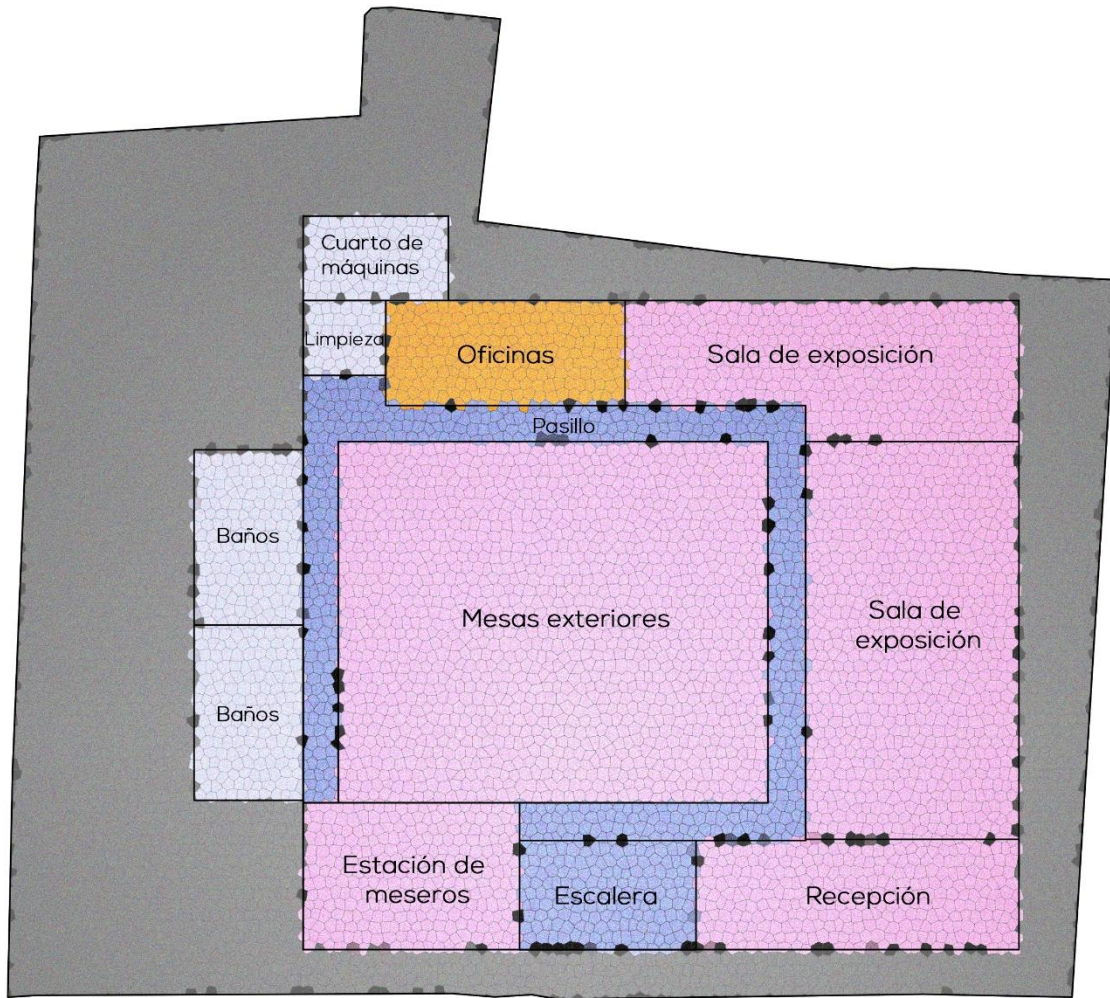 Cuarto de
máquinas
Limpieza
Oficinas
Sala de exposición
Pasillo
Baños
Mesas exteriores
Sala de
exposición
Baños
Estación de
meseros
Escalera
Recepción